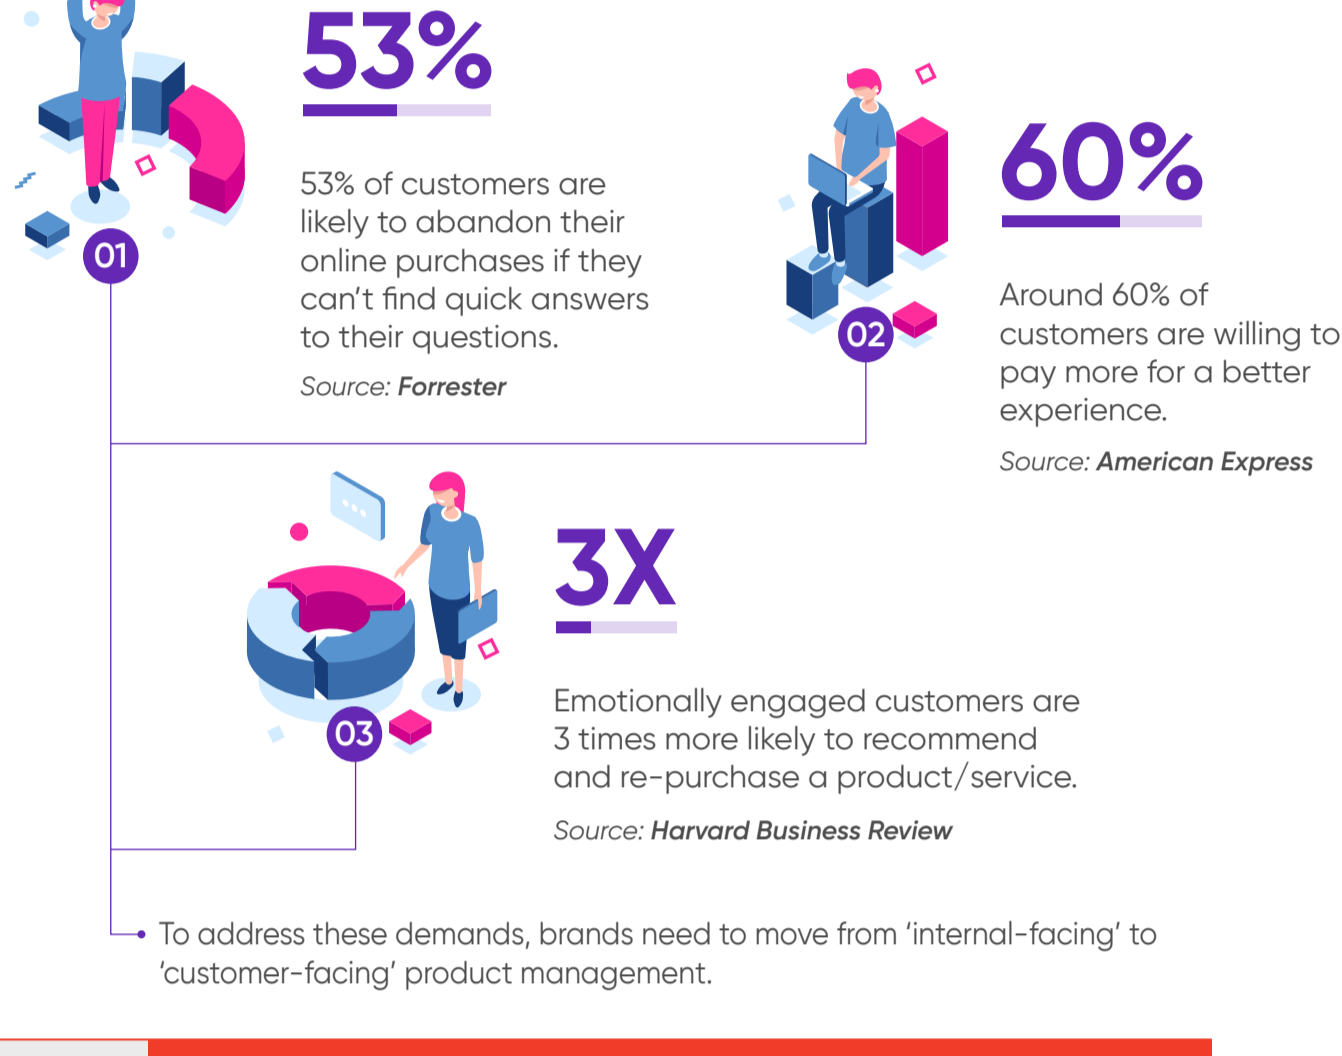 53%
53% of customers are
likely to abandon their
online purchases if they
can't find quick answers
to their questions.
Source: Forrester
01
60%
Around 60% of
customers are willing to
pay more for a better
experience.
Source: American Express
02
3X
Emotionally engaged customers are
3 times more likely to recommend
and re-purchase a product/service.
Source: Harvard Business Review
03
To address these demands, brands need to move from ‘internal-facing’ to
‘customer-facing’ product management.